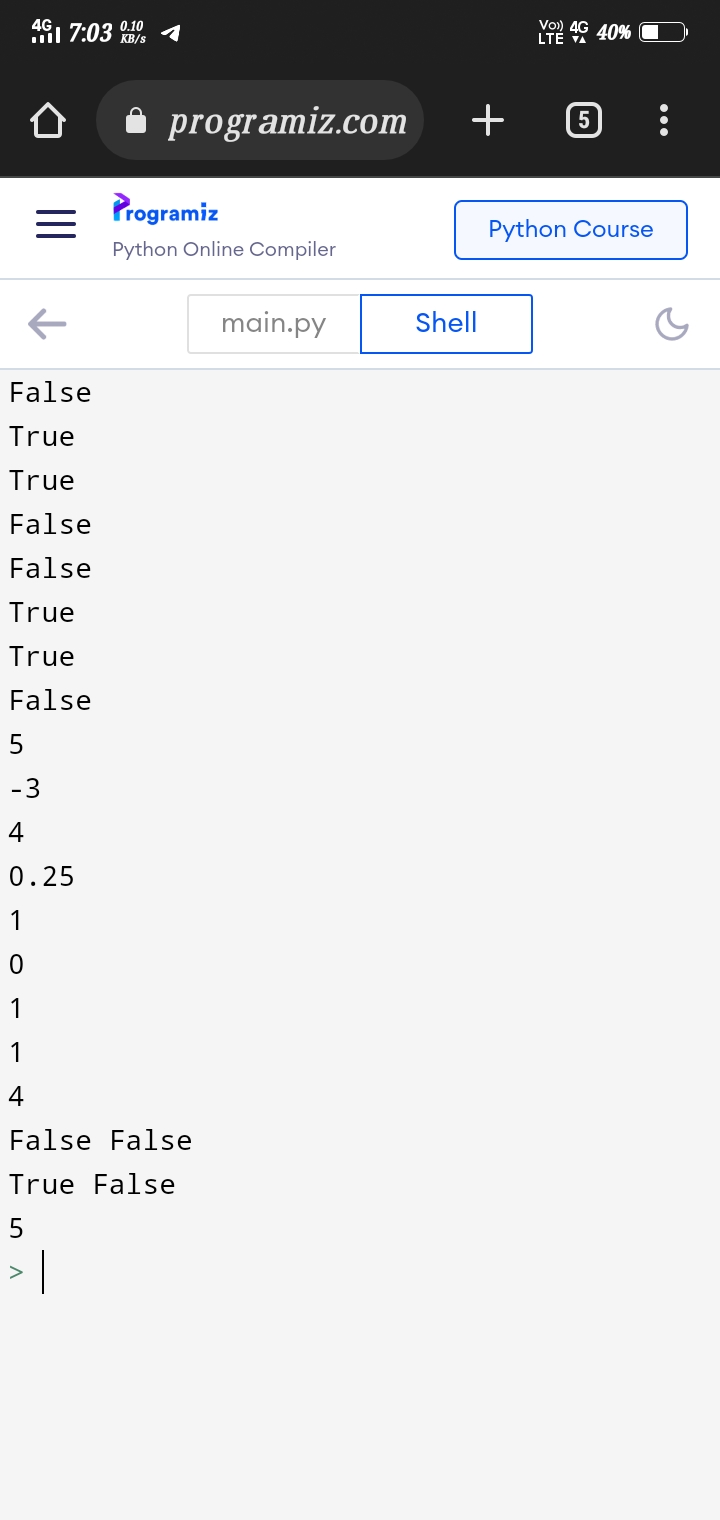 4G 7:03 0.10 KB/s Vo)) LTE 4G 40%
programiz.com 5
Programiz
Python Online Compiler
Python Course
main.py Shell
False
True
True
False
False
True
True
False
5
-3
4
0.25
1
0
1
1
4
False False
True False
5
>